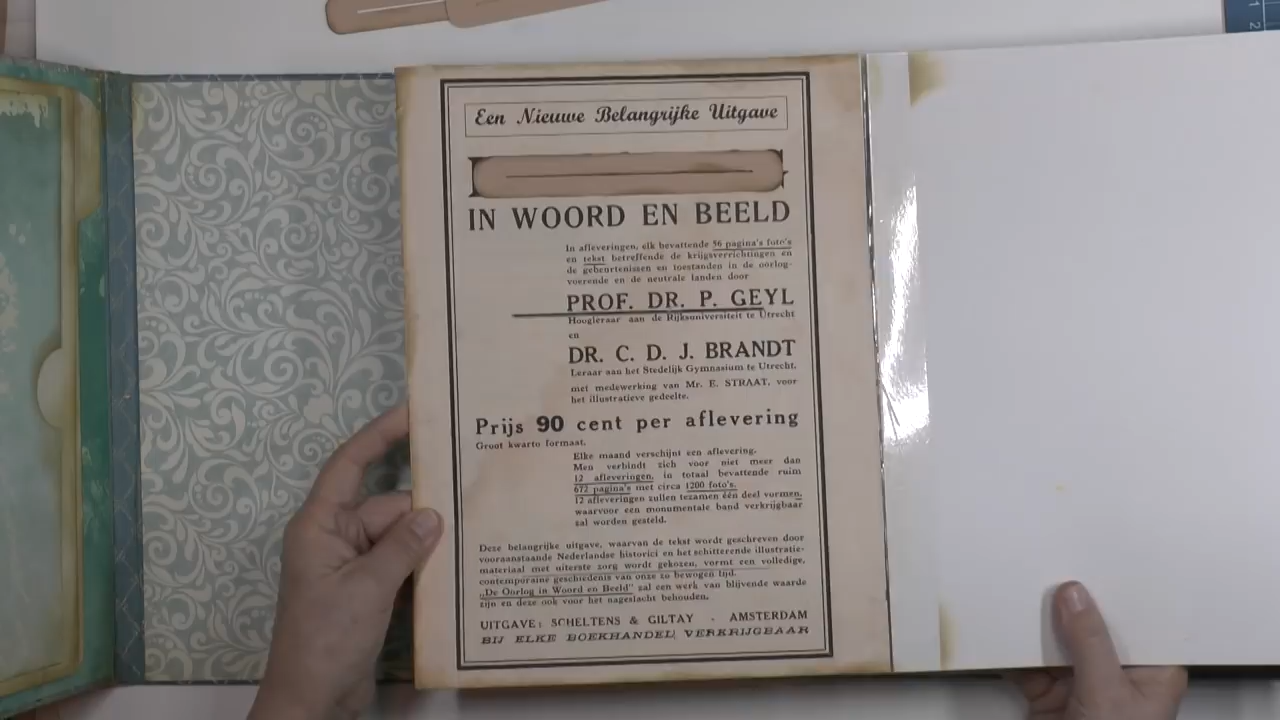 Een Nieuwe Belangrijke Uitgave
IN WOORD EN BEELD
In afleveringen, elk bevattende 56 pagina's foto's
en tekst betreffende de krijgsverrichtingen en
de gebeurtenissen en toestanden in de oorlog-
voerende en de neutrale landen door
PROF. DR. P. GEYL
Hoogleraar aan de Rijksuniversiteit te Utrecht
en
DR. C. D. J. BRANDT
Leraar aan het Stedelijk Gymnasium te Utrecht.
met medewerking van Mr. E. STRAAT, voor
het illustratieve gedeelte.
Prijs 90 cent per aflevering
Groot kwarto formaat.
Elke maand verschijnt een aflevering.
Men verbindt zich voor niet meer dan
12 afleveringen, in totaal bevattende ruim
672 pagina's met circa 1200 foto's.
12 afleveringen zullen tezamen één deel vormen,
waarvoor een monumentale band verkrijgbaar
zal worden gesteld.
Deze belangrijke uitgave, waarvan de tekst wordt geschreven door
vooraanstaande Nederlandse historici en het schitterende illustratie-
materiaal met uiterste zorg wordt gekozen, vormt een volledige,
contemporaine geschiedenis van onze zo bewogen tijd.
„De Oorlog in Woord en Beeld" zal een werk van blijvende waarde
zijn en deze ook voor het nageslacht behouden.
UITGAVE: SCHELTENS & GILTAY - AMSTERDAM
BIJ ELKE BOEKHANDEL VERKRIJGBAAR
1
2